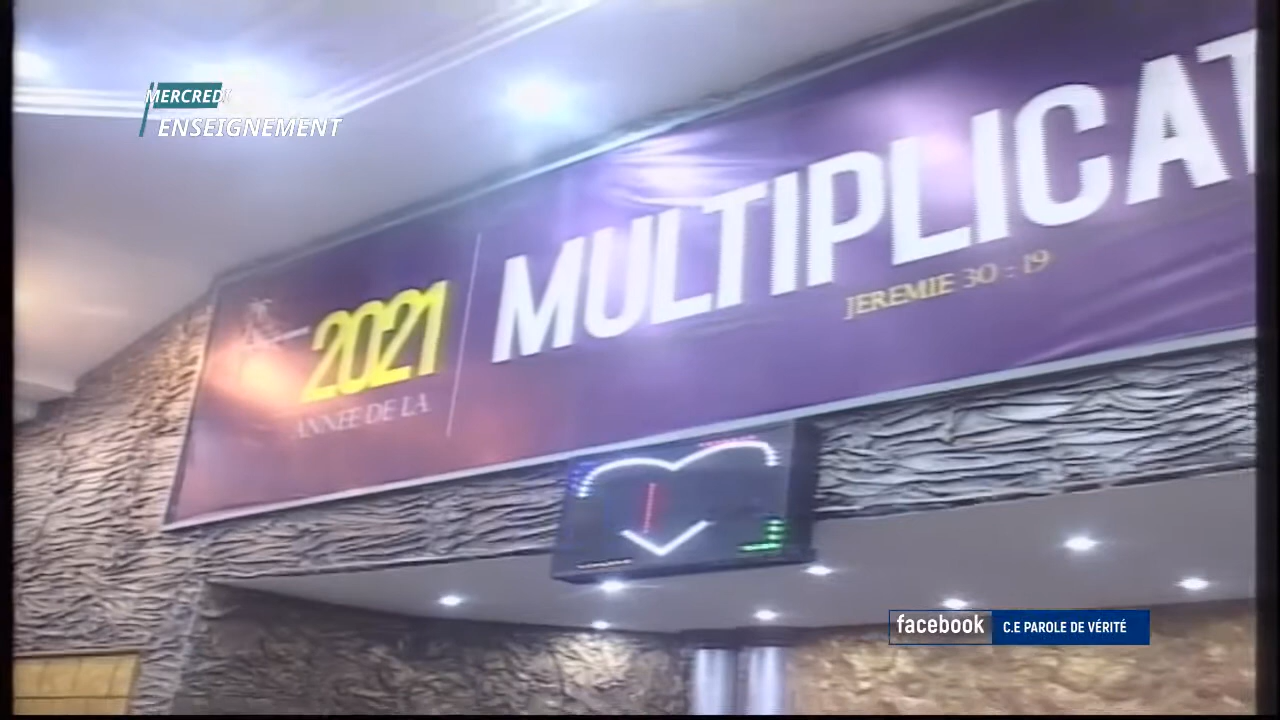 MERCREDI
ENSEIGNEMENT
2021
ANNEE DE LA
MULTIPLICAT
JEREMIE 30 : 19
facebook C.E PAROLE DE VÉRITÉ